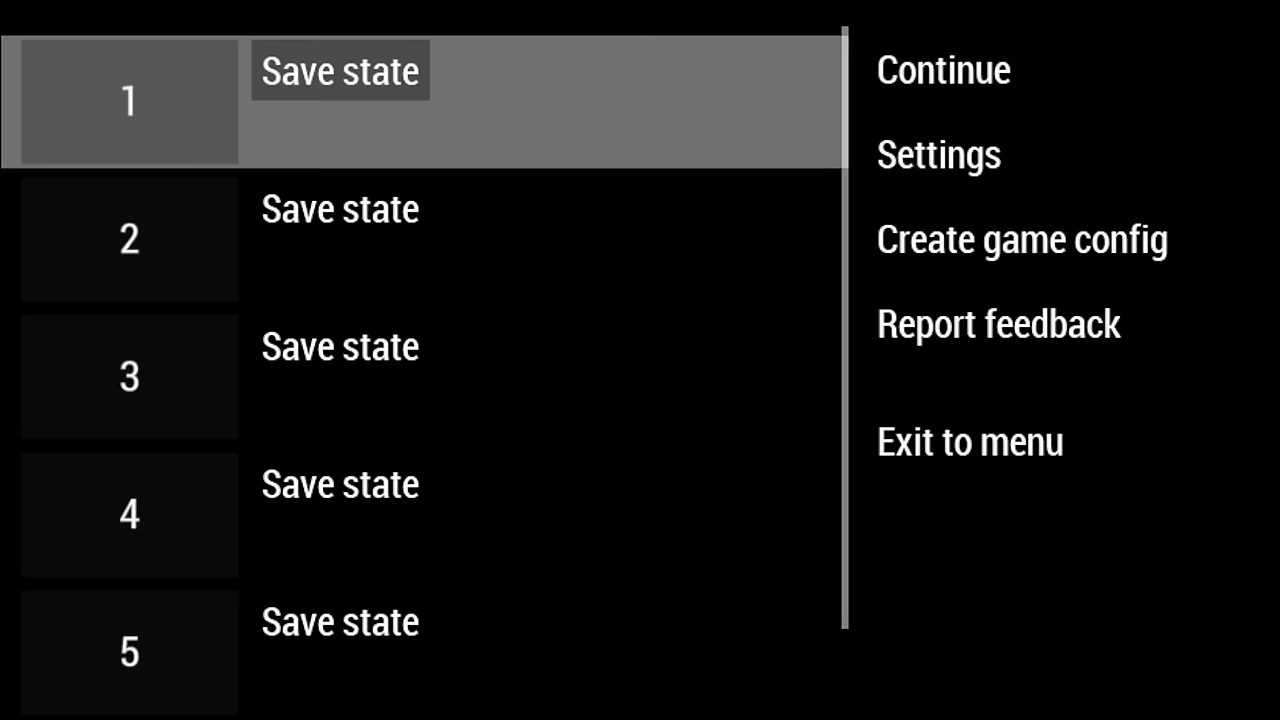 1
Save state
2
Save state
3
Save state
4
Save state
5
Save state
Continue
Settings
Create game config
Report feedback
Exit to menu